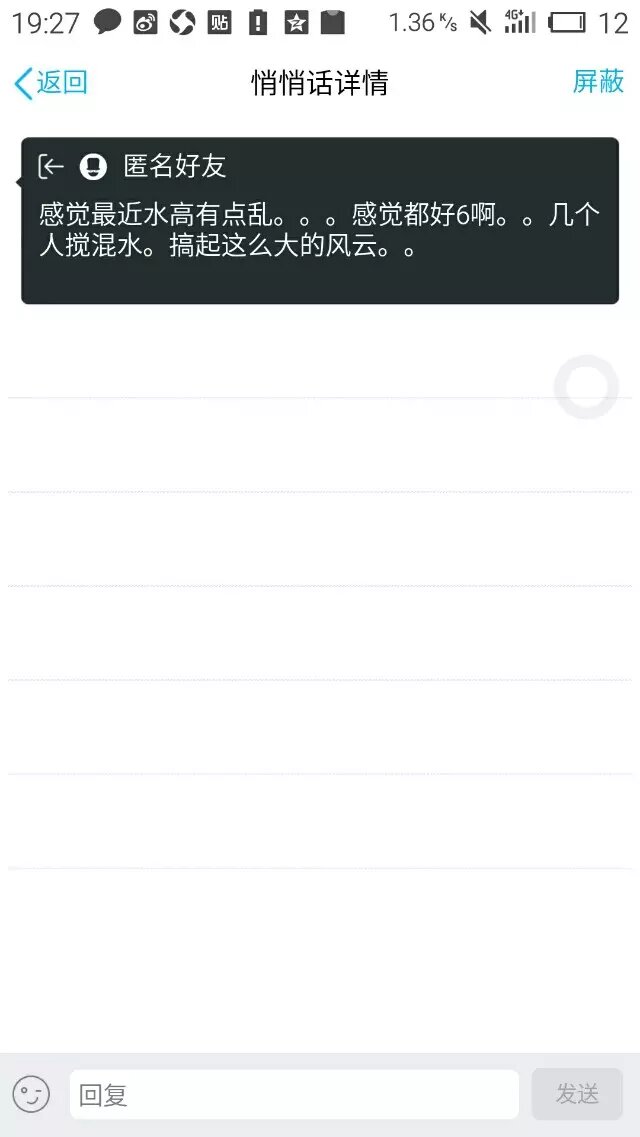 19:27
贴
1.36 K/s
4G+
12
返回
悄悄话详情
屏蔽
匿名好友
感觉最近水高有点乱。。。感觉都好6啊。。几个
人搅混水。搞起这么大的风云。。
回复
发送